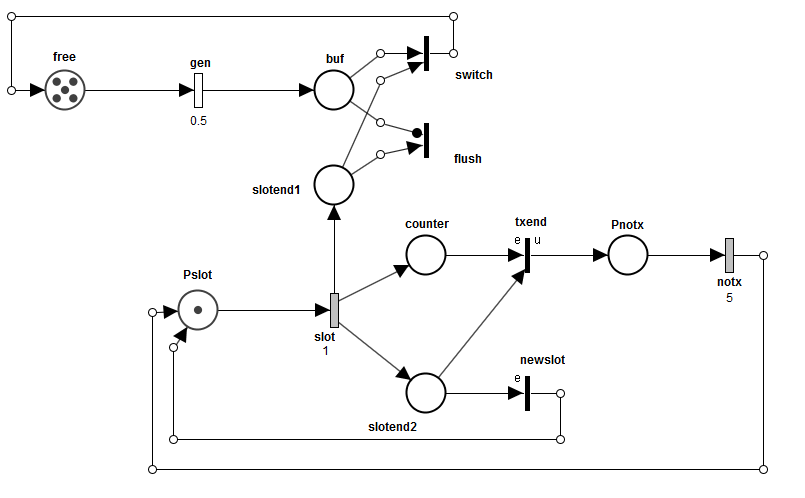 free
gen
buf
switch
0.5
flush
slotend1
counter
txend
Pnotx
e u
Pslot
notx
5
slot
1
newslot
e
slotend2